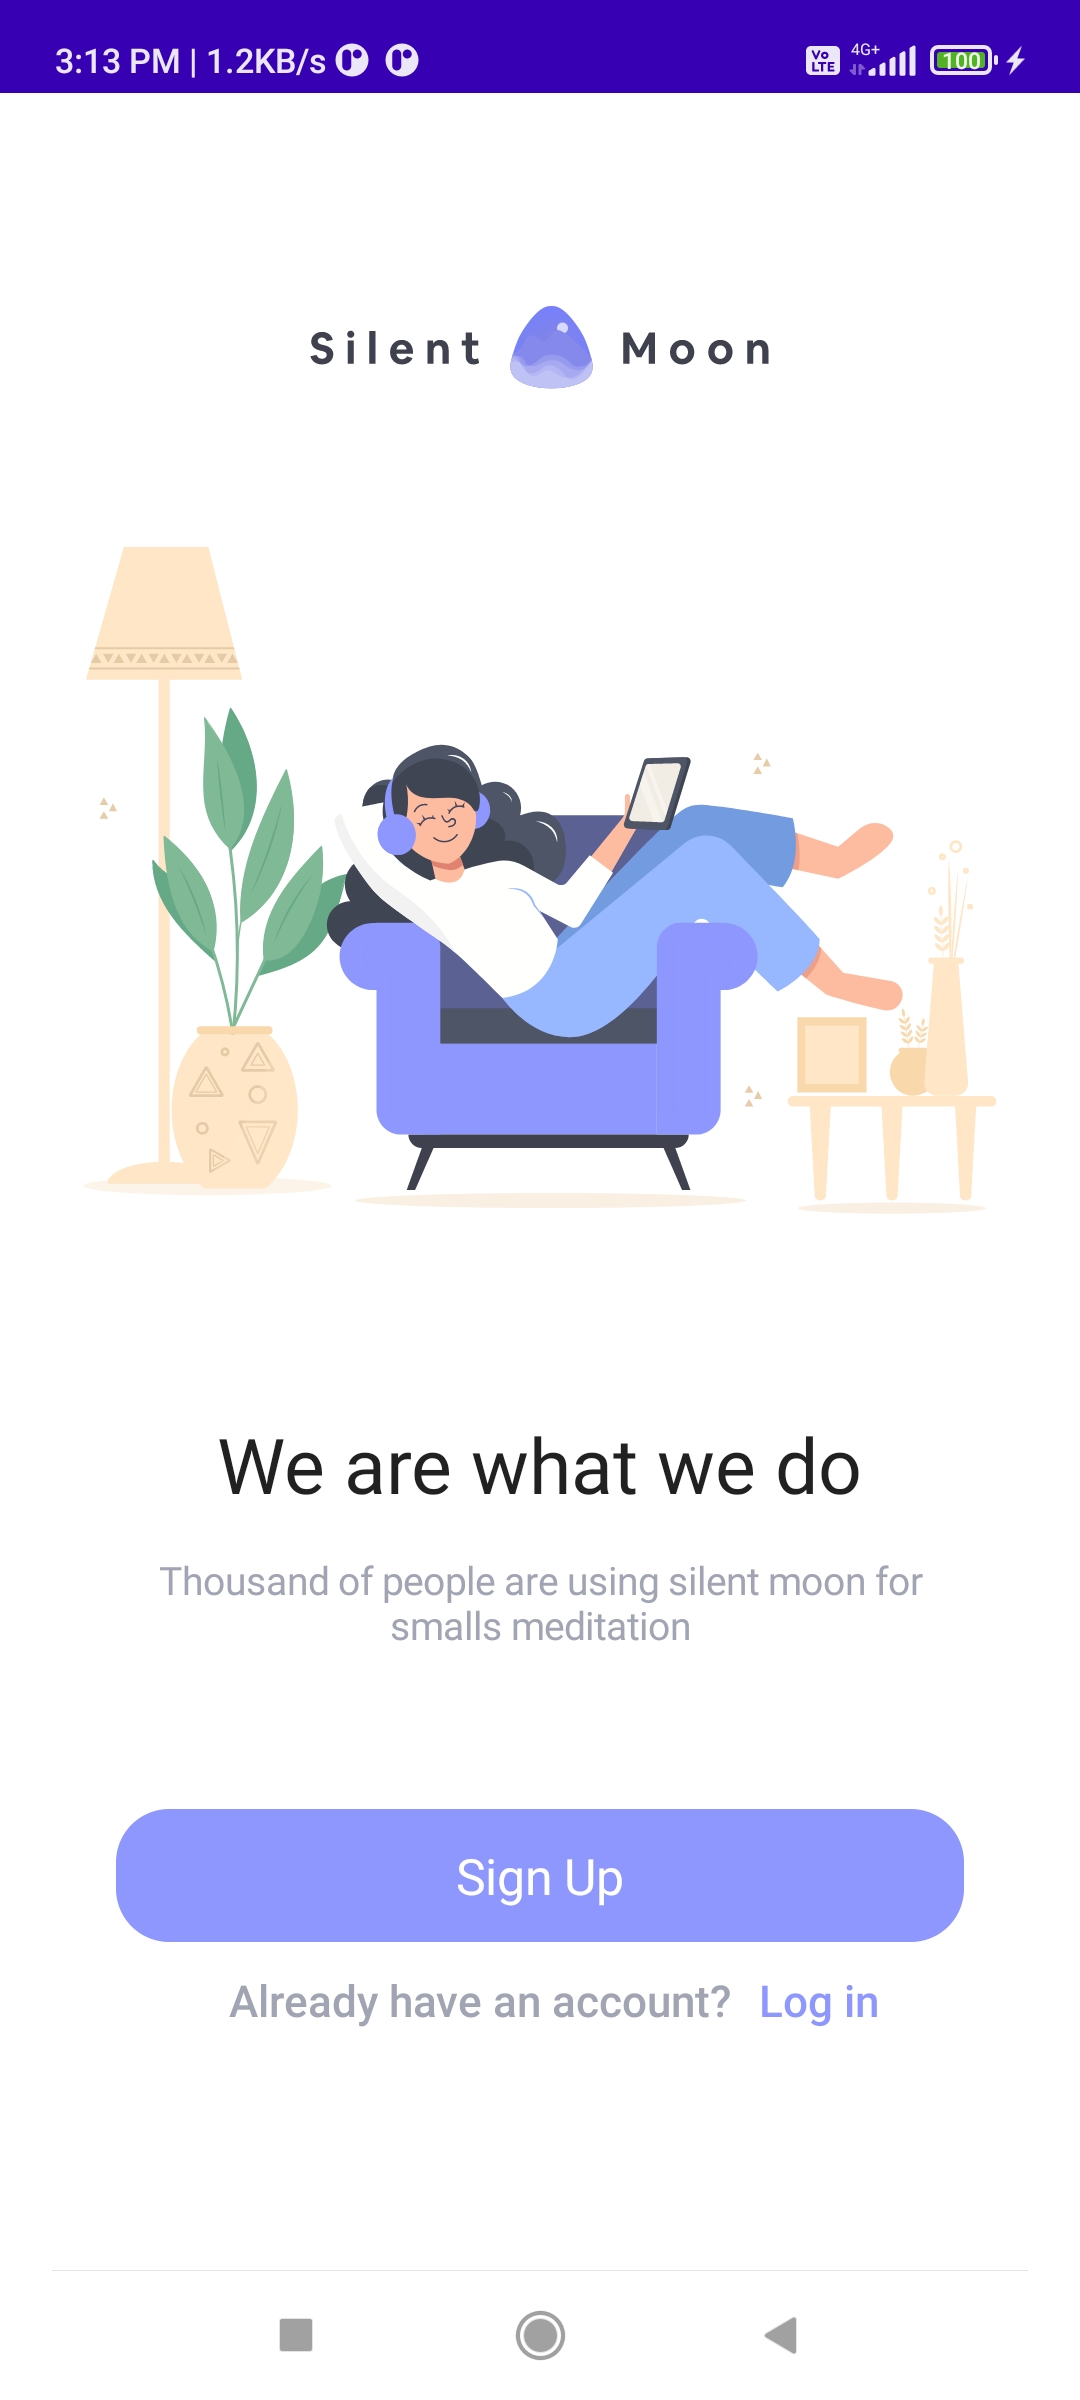 3:13 PM | 1.2KB/s Vo LTE 4G+ 100
Silent Moon
We are what we do
Thousand of people are using silent moon for
smalls meditation
Sign Up
Already have an account? Log in